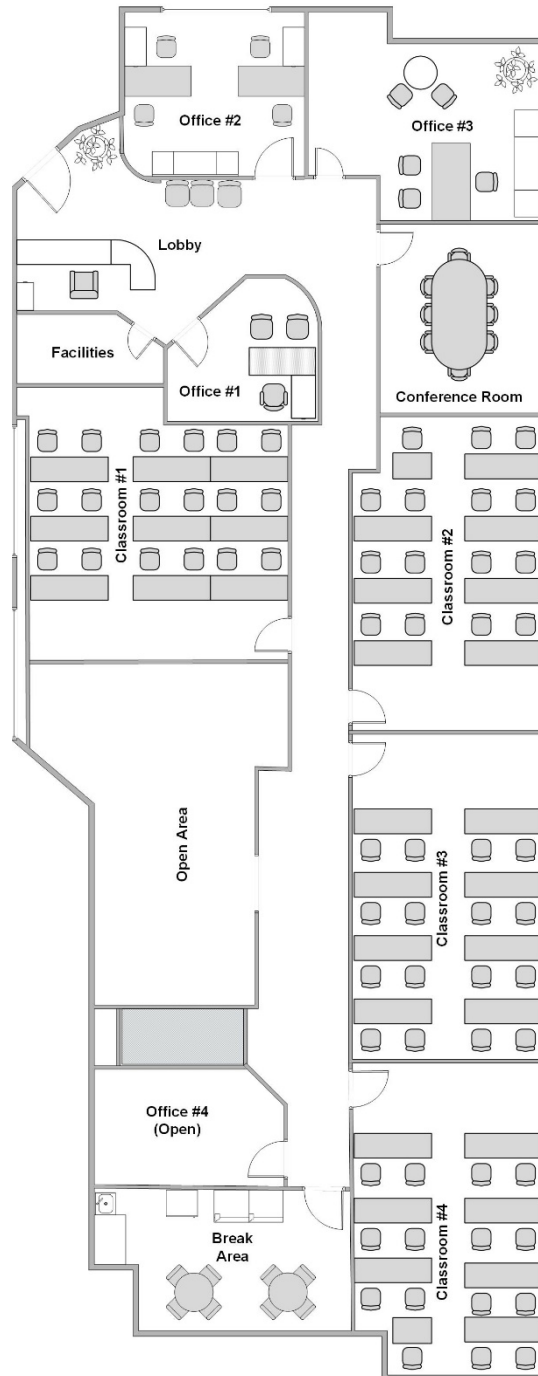 Office #2
Office #3
Lobby
Facilities
Office #1
Conference Room
Classroom #1
Classroom #2
Open Area
Classroom #3
Office #4
(Open)
Classroom #4
Break
Area